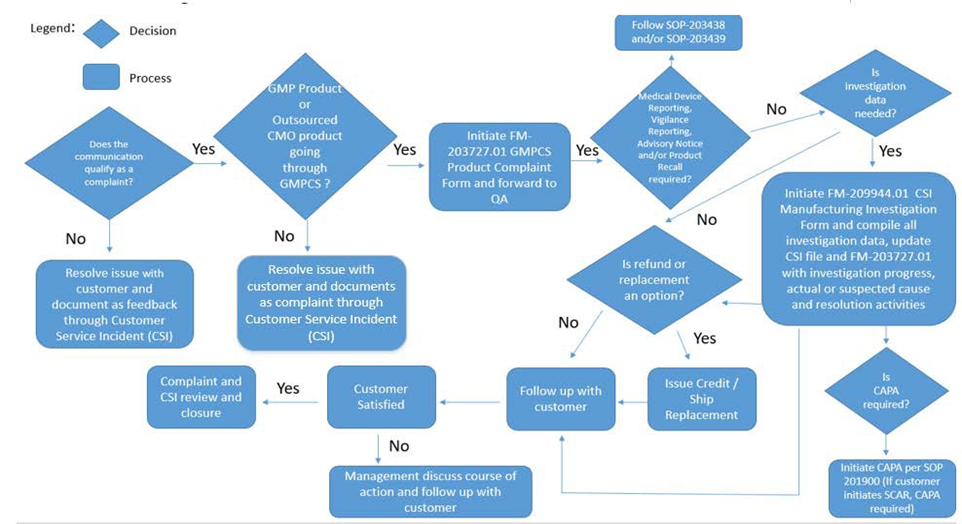 Legend:
Decision
Process
Does the
communication
qualify as a
complaint?
Yes
No
Resolve issue with
customer and
document as feedback
through Customer
Service Incident (CSI)
GMP Product
or
Outsourced
CMO product
going
through
GMPCS ?
Yes
No
Resolve issue with
customer and documents
as complaint through
Customer Service Incident
(CSI)
Initiate FM-
203727.01 GMPCS
Product Complaint
Form and forward to
QA
Yes
Follow SOP-203438
and/or SOP-203439
Medical Device
Reporting,
Vigilance
Reporting,
Advisory Notice
and/or Product
Recall
required?
No
Is
investigation
data
needed?
Yes
No
Initiate FM-209944.01 CSI
Manufacturing Investigation
Form and compile all
investigation data, update
CSI file and FM-203727.01
with investigation progress,
actual or suspected cause
and resolution activities
Is refund or
replacement
an option?
No
Yes
Is
CAPA
required?
Initiate CAPA per SOP
201900 (If customer
initiates SCAR, CAPA
required)
Issue Credit /
Ship
Replacement
Follow up with
customer
Customer
Satisfied
Yes
Complaint and
CSI review and
closure
No
Management discuss course of
action and follow up with
customer